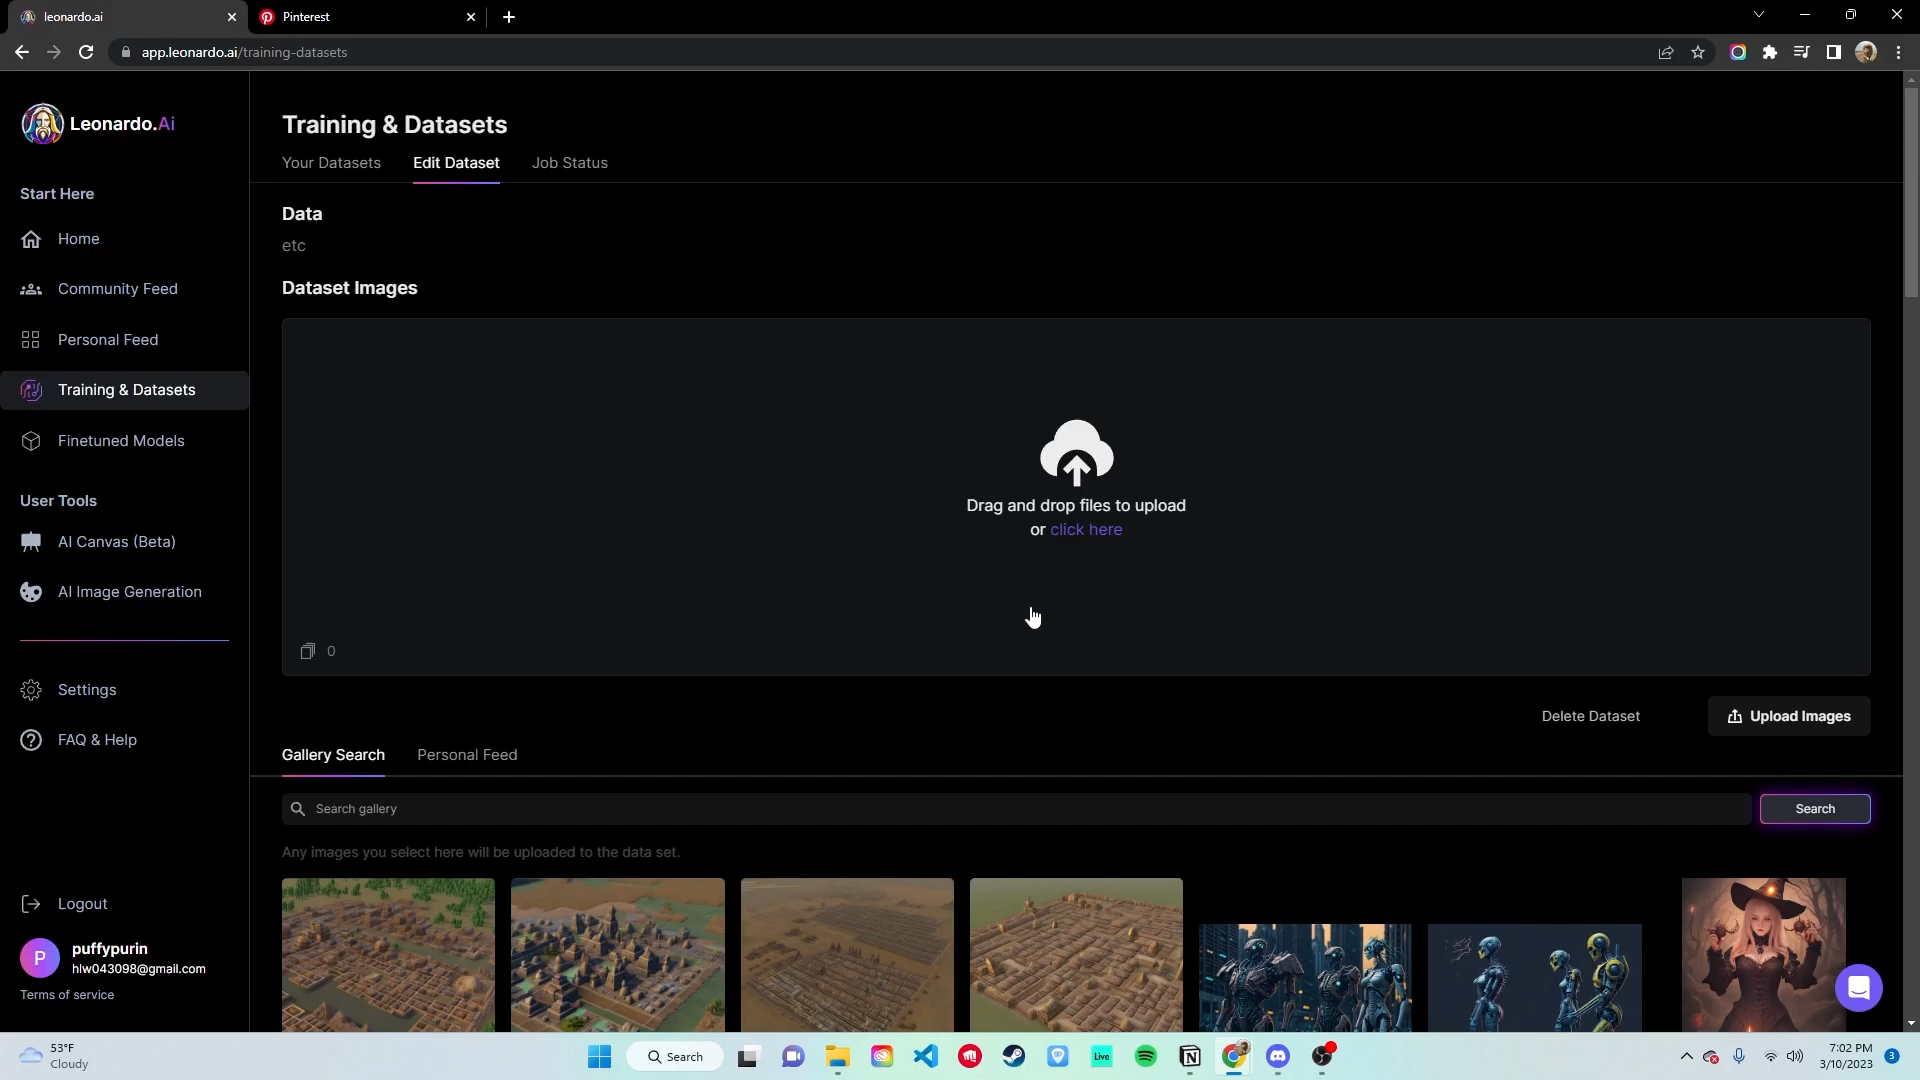 leonardo.ai
Pinterest
app.leonardo.ai/training-datasets
Leonardo.Ai
Start Here
Home
Community Feed
Personal Feed
Training & Datasets
Finetuned Models
User Tools
AI Canvas (Beta)
AI Image Generation
Settings
FAQ & Help
Logout
P
puffypurin
hlw043098@gmail.com
Terms of service
Training & Datasets
Your Datasets
Edit Dataset
Job Status
Data
etc
Dataset Images
Drag and drop files to upload
or click here
0
Delete Dataset
Upload Images
Gallery Search
Personal Feed
Search gallery
Search
Any images you select here will be uploaded to the data set.
53°F
Cloudy
Search
Live
7:02 PM
3/10/2023
3